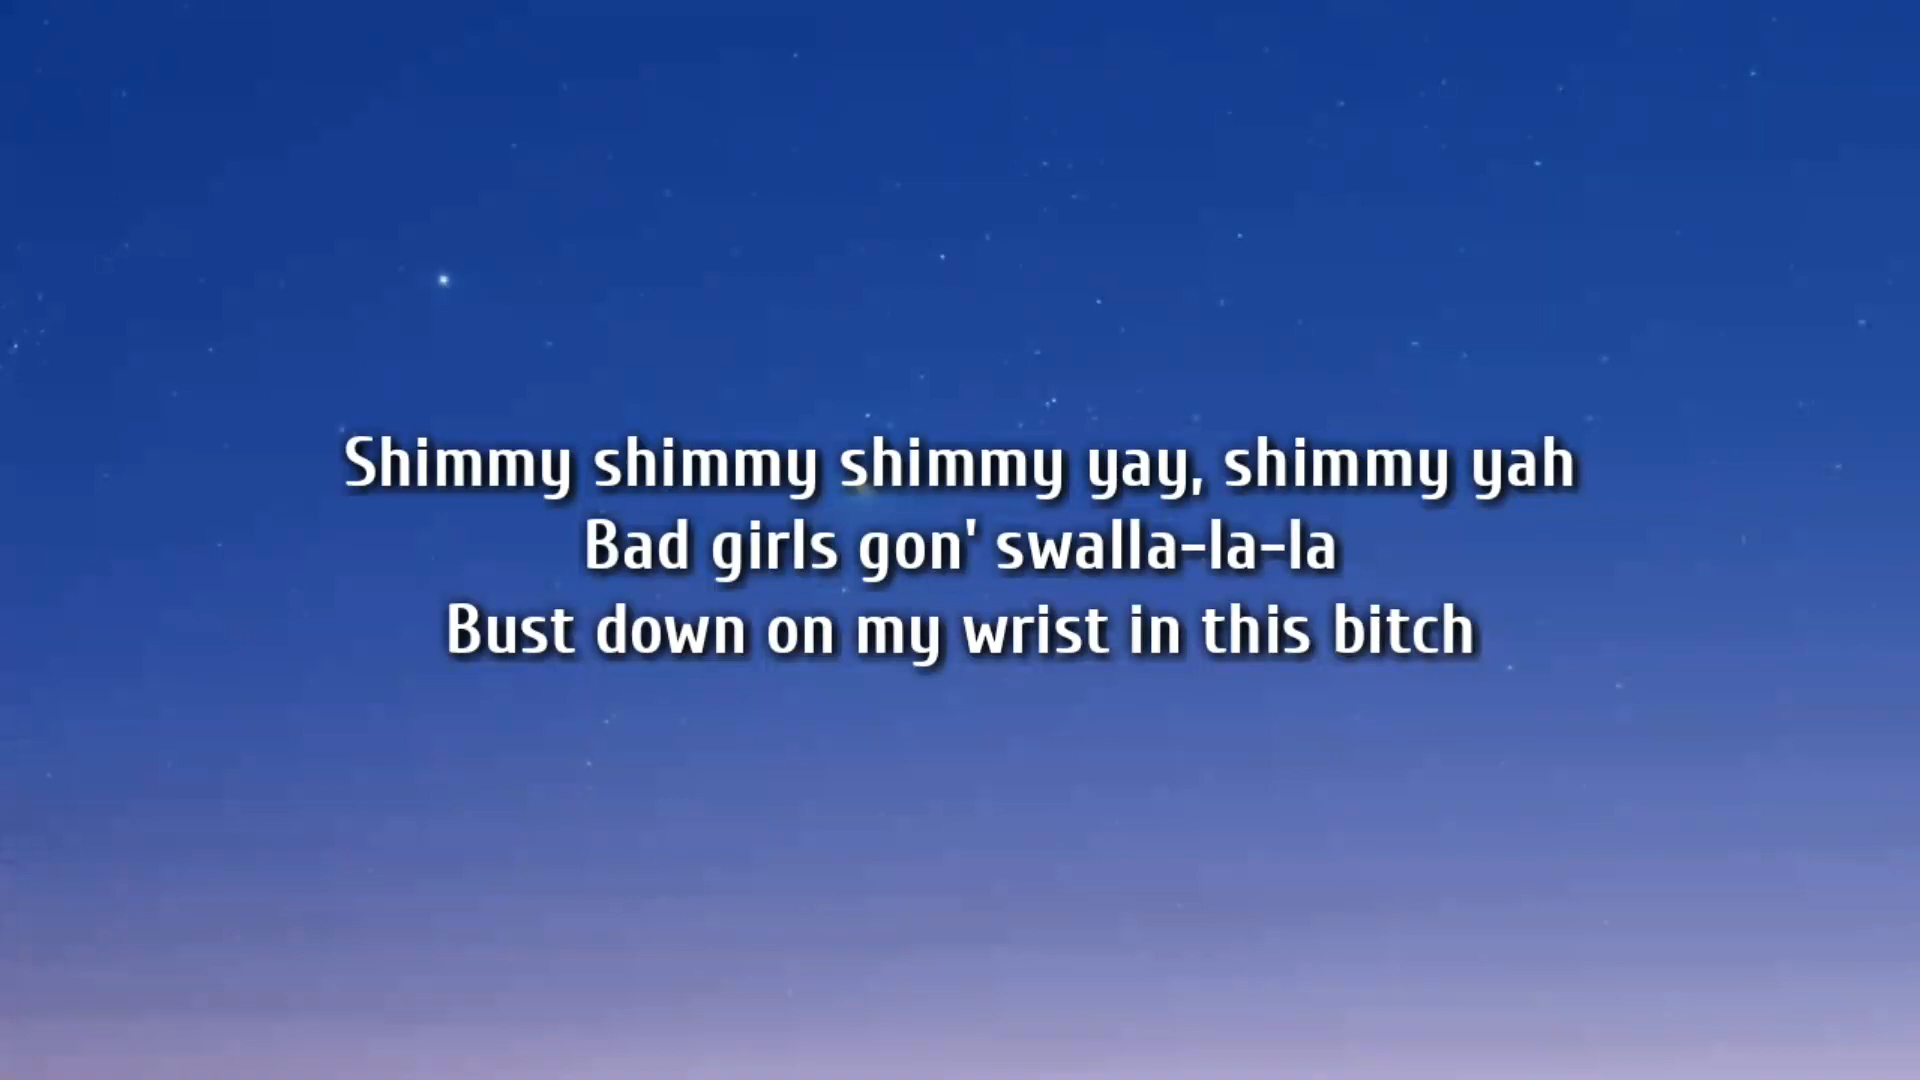 Shimmy shimmy shimmy yay, shimmy yah
Bad girls gon' swalla-la-la
Bust down on my wrist in this bitch